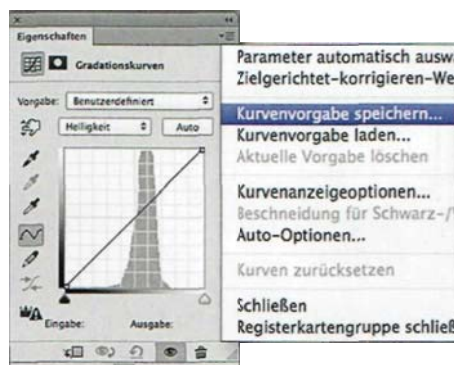 Eigenschaften
Gradationskurven
Vorgabe: Benutzerdefiniert
Helligkeit Auto
Eingabe: Ausgabe:
Parameter automatisch ausw
Zielgerichtet-korrigieren-We
Kurvenvorgabe speichern...
Kurvenvorgabe laden...
Aktuelle Vorgabe löschen
Kurvenanzeigeoptionen...
Beschneidung für Schwarz-/
Auto-Optionen...
Kurven zurücksetzen
Schließen
Registerkartengruppe schließ